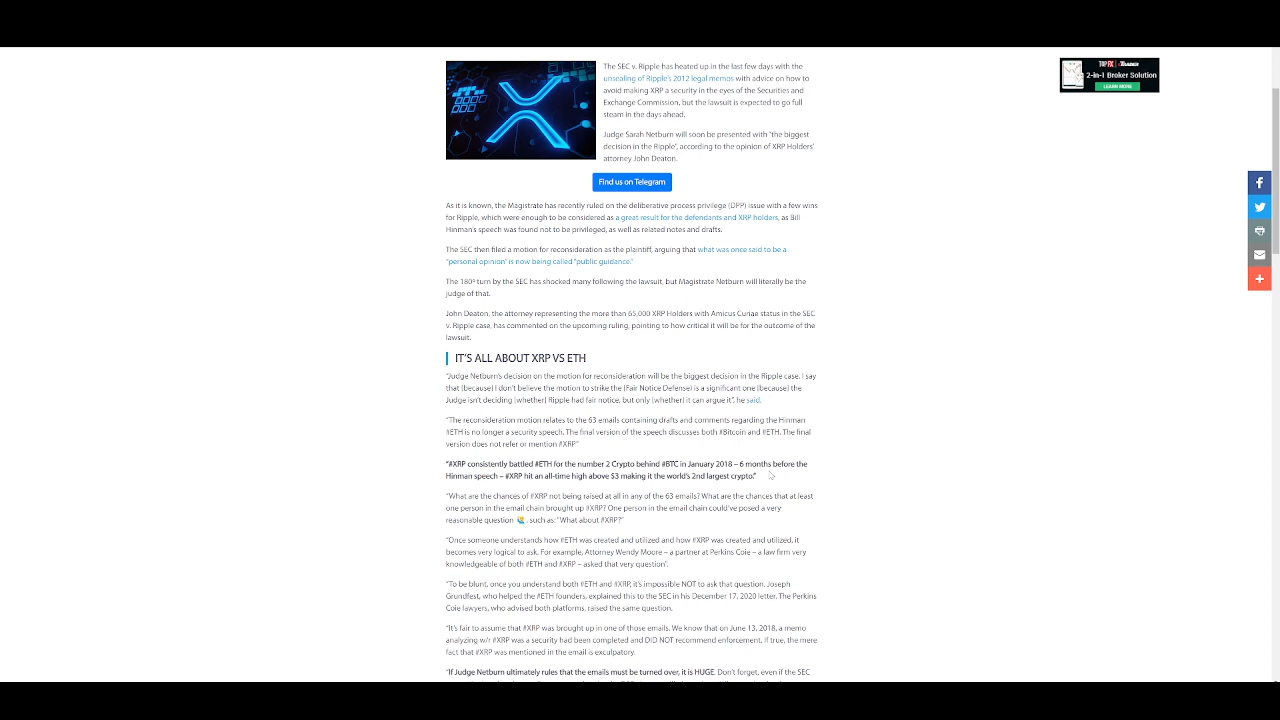 The SEC v. Ripple has heated up in the last few days with the
unsealing of Ripple's 2012 legal memos with advice on how to
avoid making XRP a security in the eyes of the Securities and
Exchange Commission, but the lawsuit is expected to go full
steam in the days ahead.
Judge Sarah Netburn will soon be presented with "the biggest
decision in the Ripple", according to the opinion of XRP Holders'
attorney John Deaton.
Find us on Telegram
As it is known, the Magistrate has recently ruled on the deliberative process privilege (DPP) issue with a few wins
for Ripple, which were enough to be considered as a great result for the defendants and XRP holders, as Bill
Hinman's speech was found not to be privileged, as well as related notes and drafts.
The SEC then filed a motion for reconsideration as the plaintiff, arguing that what was once said to be a
"personal opinion" is now being called "public guidance."
The 180º turn by the SEC has shocked many following the lawsuit, but Magistrate Netburn will literally be the
judge of that.
John Deaton, the attorney representing the more than 65,000 XRP Holders with Amicus Curiae status in the SEC
v. Ripple case, has commented on the upcoming ruling, pointing to how critical it will be for the outcome of the
lawsuit.
IT'S ALL ABOUT XRP VS ETH
"Judge Netburn's decision on the motion for reconsideration will be the biggest decision in the Ripple case. I say
that [because] I don't believe the motion to strike the [Fair Notice Defense) is a significant one [because] the
Judge isn't deciding [whether] Ripple had fair notice, but only [whether] it can argue it", he said.
"The reconsideration motion relates to the 63 emails containing drafts and comments regarding the Hinman
#ETH is no longer a security speech. The final version of the speech discusses both #Bitcoin and #ETH. The final
version does not refer or mention #XRP"
"#XRP consistently battled #ETH for the number 2 Crypto behind #BTC in January 2018 – 6 months before the
Hinman speech – #XRP hit an all-time high above $3 making it the world's 2nd largest crypto."
"What are the chances of #XRP not being raised at all in any of the 63 emails? What are the chances that at least
one person in the email chain brought up #XRP? One person in the email chain could've posed a very
reasonable question , such as: "What about #XRP?"
"Once someone understands how #ETH was created and utilized and how #XRP was created and utilized, it
becomes very logical to ask. For example, Attorney Wendy Moore – a partner at Perkins Coie – a law firm very
knowledgeable of both #ETH and #XRP – asked that very question".
"To be blunt, once you understand both #ETH and #XRP, it's impossible NOT to ask that question. Joseph
Grundfest, who helped the #ETH founders, explained this to the SEC in his December 17, 2020 letter. The Perkins
Coie lawyers, who advised both platforms, raised the same question.
"It's fair to assume that #XRP was brought up in one of those emails. We know that on June 13, 2018, a memo
analyzing w/r #XRP was a security had been completed and DID NOT recommend enforcement. If true, the mere
fact that #XRP was mentioned in the email is exculpatory.
"If Judge Netburn ultimately rules that the emails must be turned over, it is HUGE. Don't forget, even if the SEC
TOP FX
2-in-1 Broker Solution
LEARN MORE